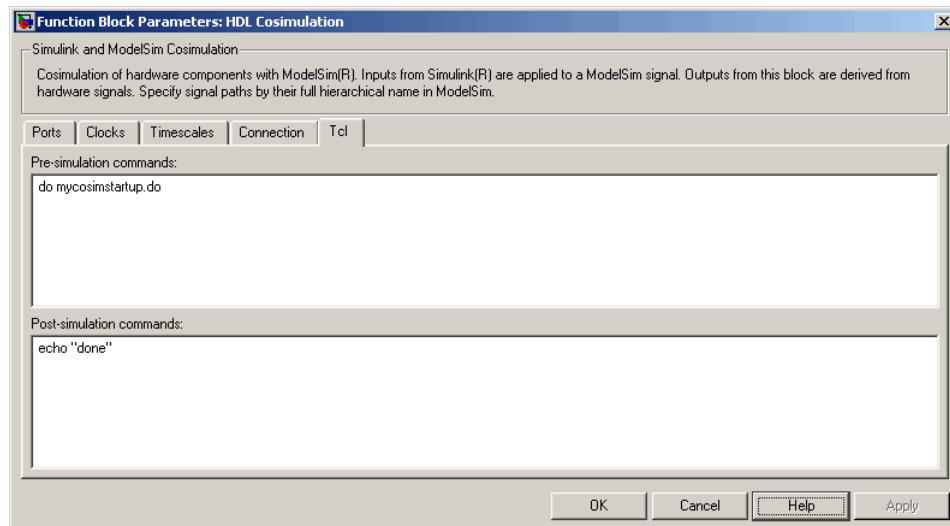 Function Block Parameters: HDL Cosimulation
Simulink and ModelSim Cosimulation
Cosimulation of hardware components with ModelSim(R). Inputs from Simulink(R) are applied to a ModelSim signal. Outputs from this block are derived from
hardware signals. Specify signal paths by their full hierarchical name in ModelSim.
Ports Clocks Timescales Connection Tcl
Pre-simulation commands:
do mycosimstartup.do
Post-simulation commands:
echo "done"
OK Cancel Help Apply